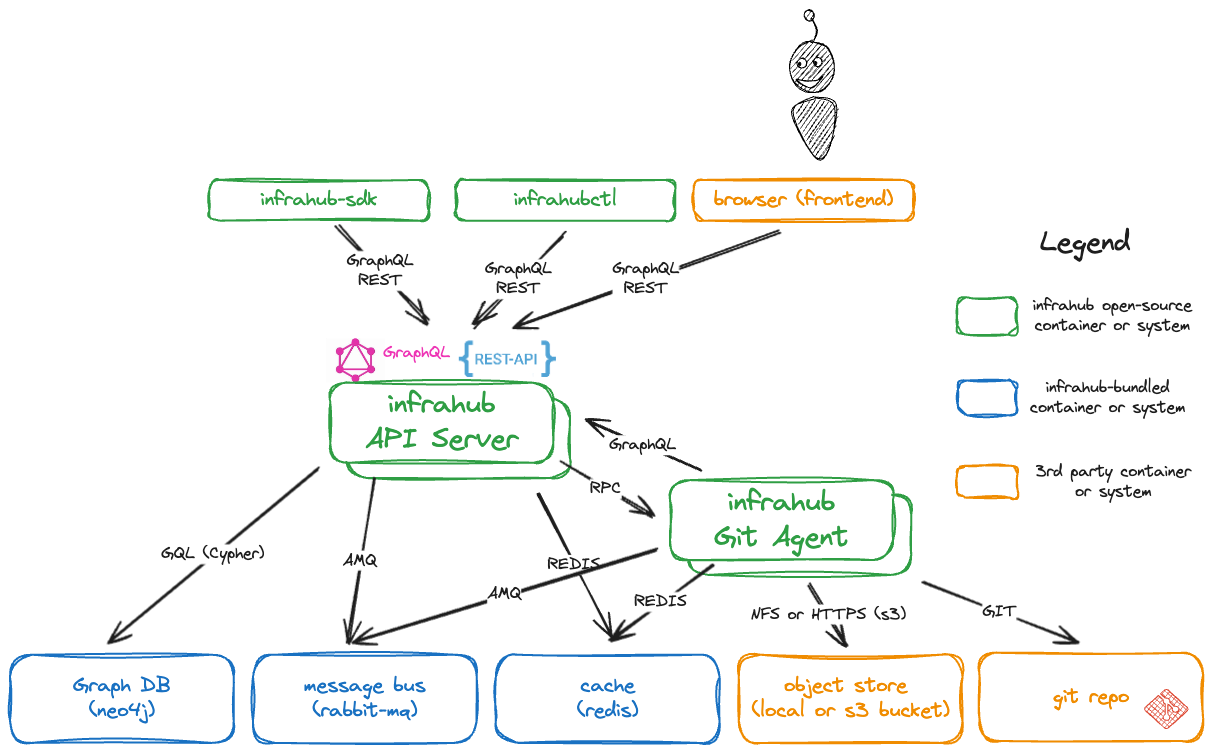 infrahub-sdk
infrahubctl
browser (frontend)
GraphQL
REST
GraphQL
REST
GraphQL
REST
Legend
infrahub open-source
container or system
infrahub-bundled
container or system
3rd party container
or system
GraphQL
{REST-API}
infrahub
API Server
GraphQL
RPC
infrahub
Git Agent
GQL (Cypher)
AMQ
REDIS
AMQ
REDIS
NFS or HTTPS (s3)
GIT
Graph DB
(neo4j)
message bus
(rabbit-mq)
cache
(redis)
object store
(local or s3 bucket)
git repo